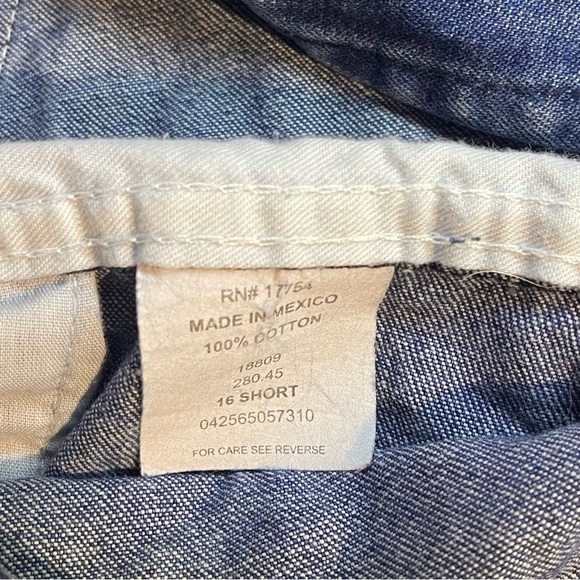 RN# 17754
MADE IN MEXICO
100% COTTON
18809
280.45
16 SHORT
042565057310
FOR CARE SEE REVERSE